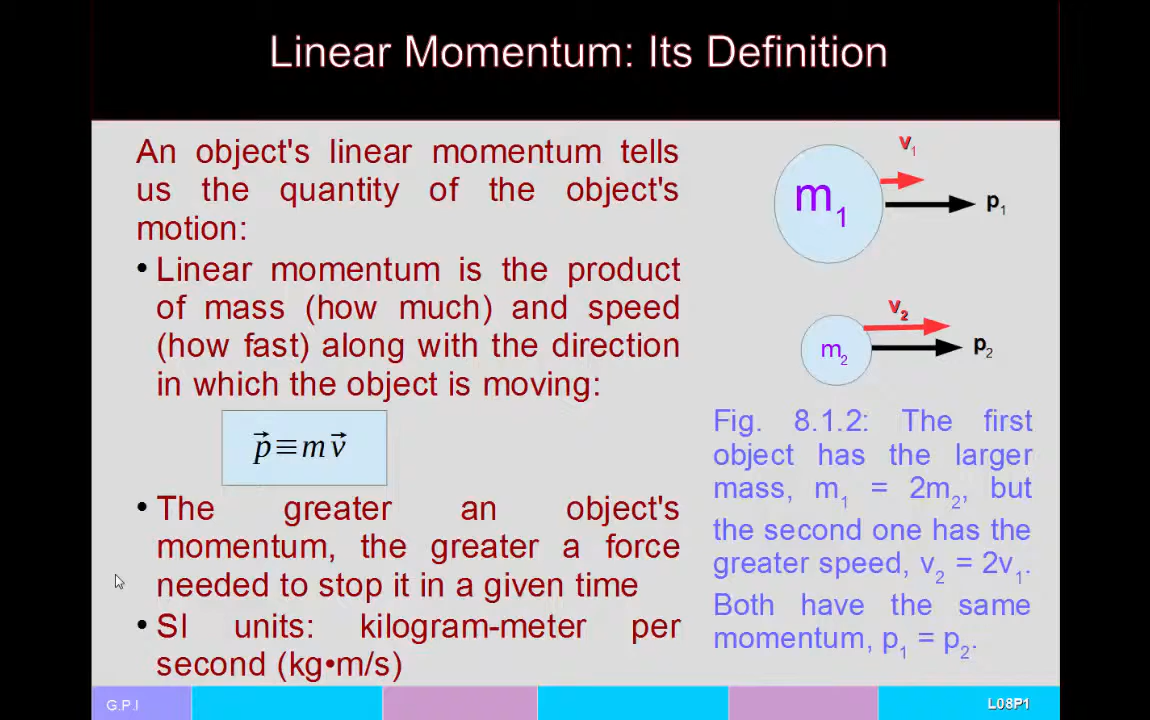 Linear Momentum: Its Definition
An object's linear momentum tells
us the quantity of the object's
motion:
• Linear momentum is the product
of mass (how much) and speed
(how fast) along with the direction
in which the object is moving:
p⃗≡m v⃗
• The greater an object's
momentum, the greater a force
needed to stop it in a given time
• SI units: kilogram-meter per
second (kg•m/s)
v₁
m₁
p₁
v₂
m₂
p₂
Fig. 8.1.2: The first
object has the larger
mass, m₁ = 2m₂, but
the second one has the
greater speed, v₂ = 2v₁.
Both have the same
momentum, p₁ = p₂.
G.P.I
L08P1